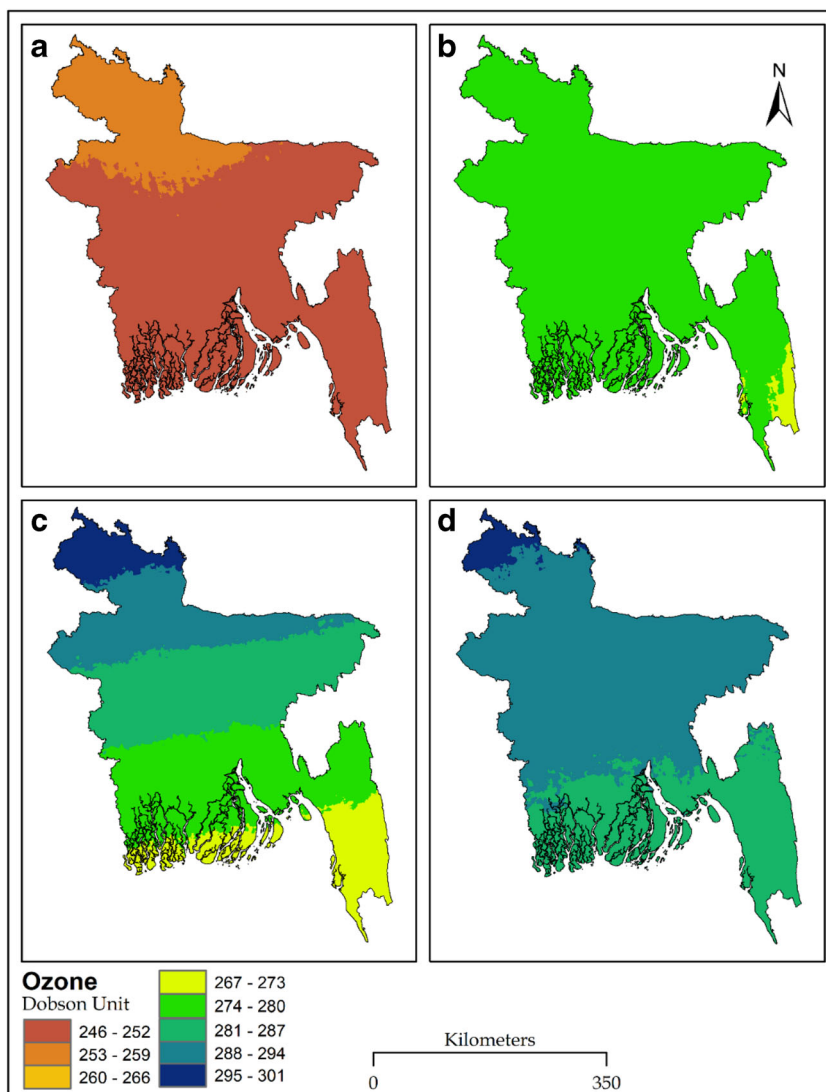 a
b
N
c
d
Ozone
Dobson Unit
246 - 252
253 - 259
260 - 266
267 - 273
274 - 280
281 - 287
288 - 294
295 - 301
Kilometers
0 350